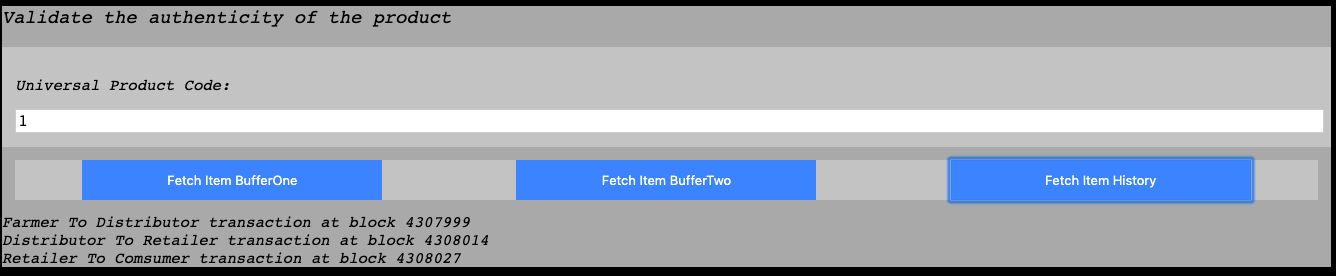 Validate the authenticity of the product
Universal Product Code:
1
Fetch Item BufferOne
Fetch Item BufferTwo
Fetch Item History
Farmer To Distributor transaction at block 4307999
Distributor To Retailer transaction at block 4308014
Retailer To Comsumer transaction at block 4308027